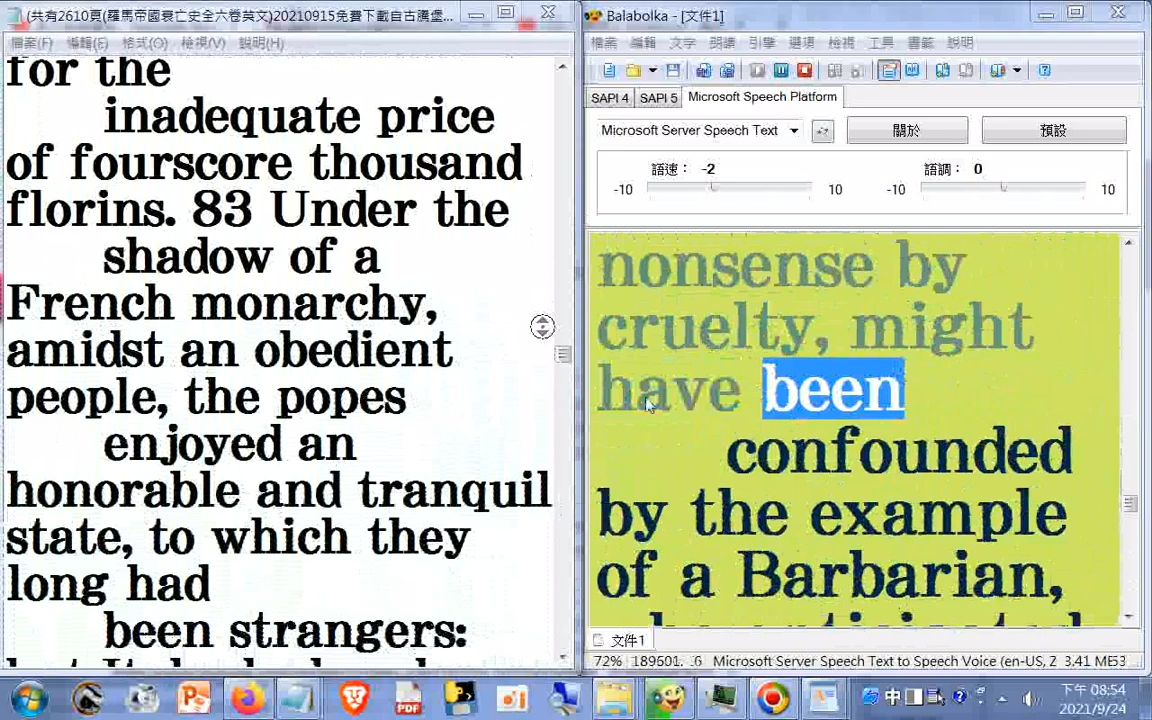 (共有2610頁(羅馬帝國衰亡史全六卷英文)20210915免費下載自古騰堡...
檔案(F) 編輯(E) 格式(O) 檢視(V) 說明(H)
for the
inadequate price
of fourscore thousand
florins. 83 Under the
shadow of a
French monarchy,
amidst an obedient
people, the popes
enjoyed an
honorable and tranquil
state, to which they
long had
been strangers:
Balabolka - [文件1]
檔案 編輯 文字 朗讀 引擎 選項 檢視 工具 書籤 說明
SAPI 4 SAPI 5 Microsoft Speech Platform
Microsoft Server Speech Text 關於 預設
語速： -2 語調： 0
-10 10 -10 10
nonsense by
cruelty, might
have been
confounded
by the example
of a Barbarian,
文件1
72% Microsoft Server Speech Text to Speech Voice (en-US, Z 3.41 ME53
中
下午 08:54
2021/9/24